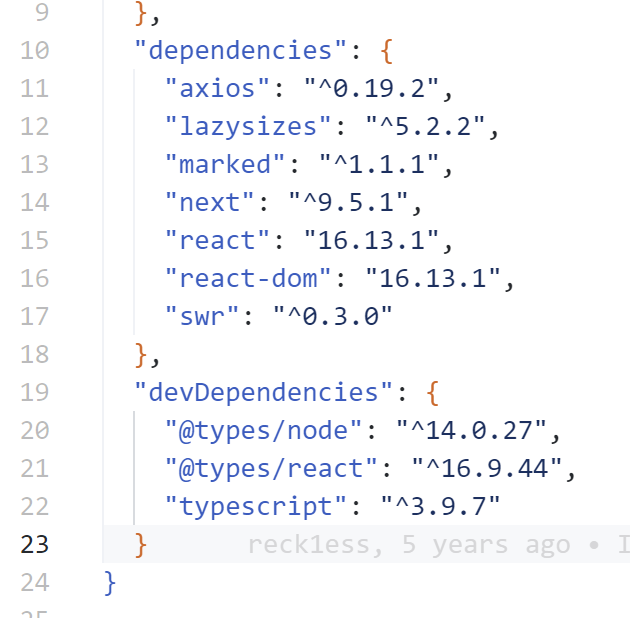 9 },
10 "dependencies": {
11 "axios": "^0.19.2",
12 "lazysizes": "^5.2.2",
13 "marked": "^1.1.1",
14 "next": "^9.5.1",
15 "react": "16.13.1",
16 "react-dom": "16.13.1",
17 "swr": "^0.3.0"
18 },
19 "devDependencies": {
20 "@types/node": "^14.0.27",
21 "@types/react": "^16.9.44",
22 "typescript": "^3.9.7"
23 } reck1ess, 5 years ago •
24 }
25